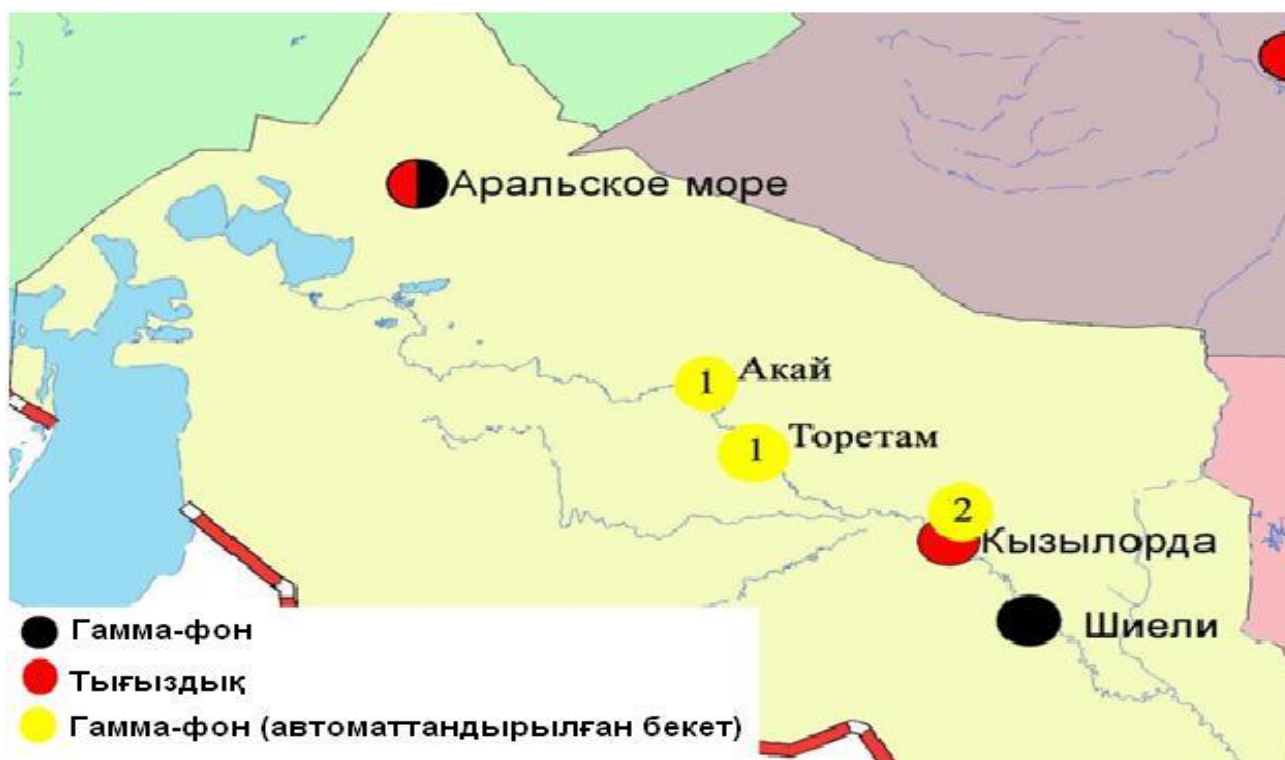 Аральское море
1 Акай
1 Торетам
2
Кызылорда
Шиели
Гамма-фон
Тығыздық
Гамма-фон (автоматтандырылған бекет)